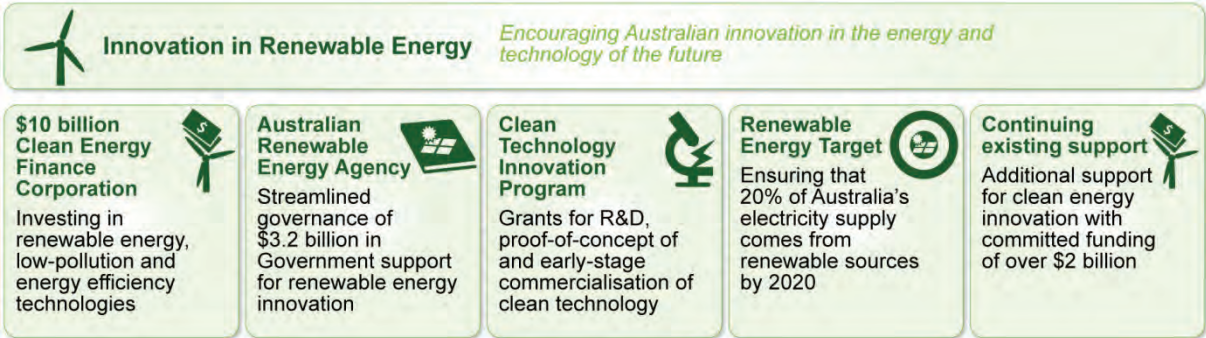 Innovation in Renewable Energy
Encouraging Australian innovation in the energy and
technology of the future
$10 billion
Clean Energy
Finance
Corporation
Investing in
renewable energy,
low-pollution and
energy efficiency
technologies
Australian
Renewable
Energy Agency
Streamlined
governance of
$3.2 billion in
Government support
for renewable energy
innovation
Clean
Technology
Innovation
Program
Grants for R&D,
proof-of-concept of
and early-stage
commercialisation of
clean technology
Renewable
Energy Target
Ensuring that
20% of Australia's
electricity supply
comes from
renewable sources
by 2020
Continuing
existing support
Additional support
for clean energy
innovation with
committed funding
of over $2 billion
$
$